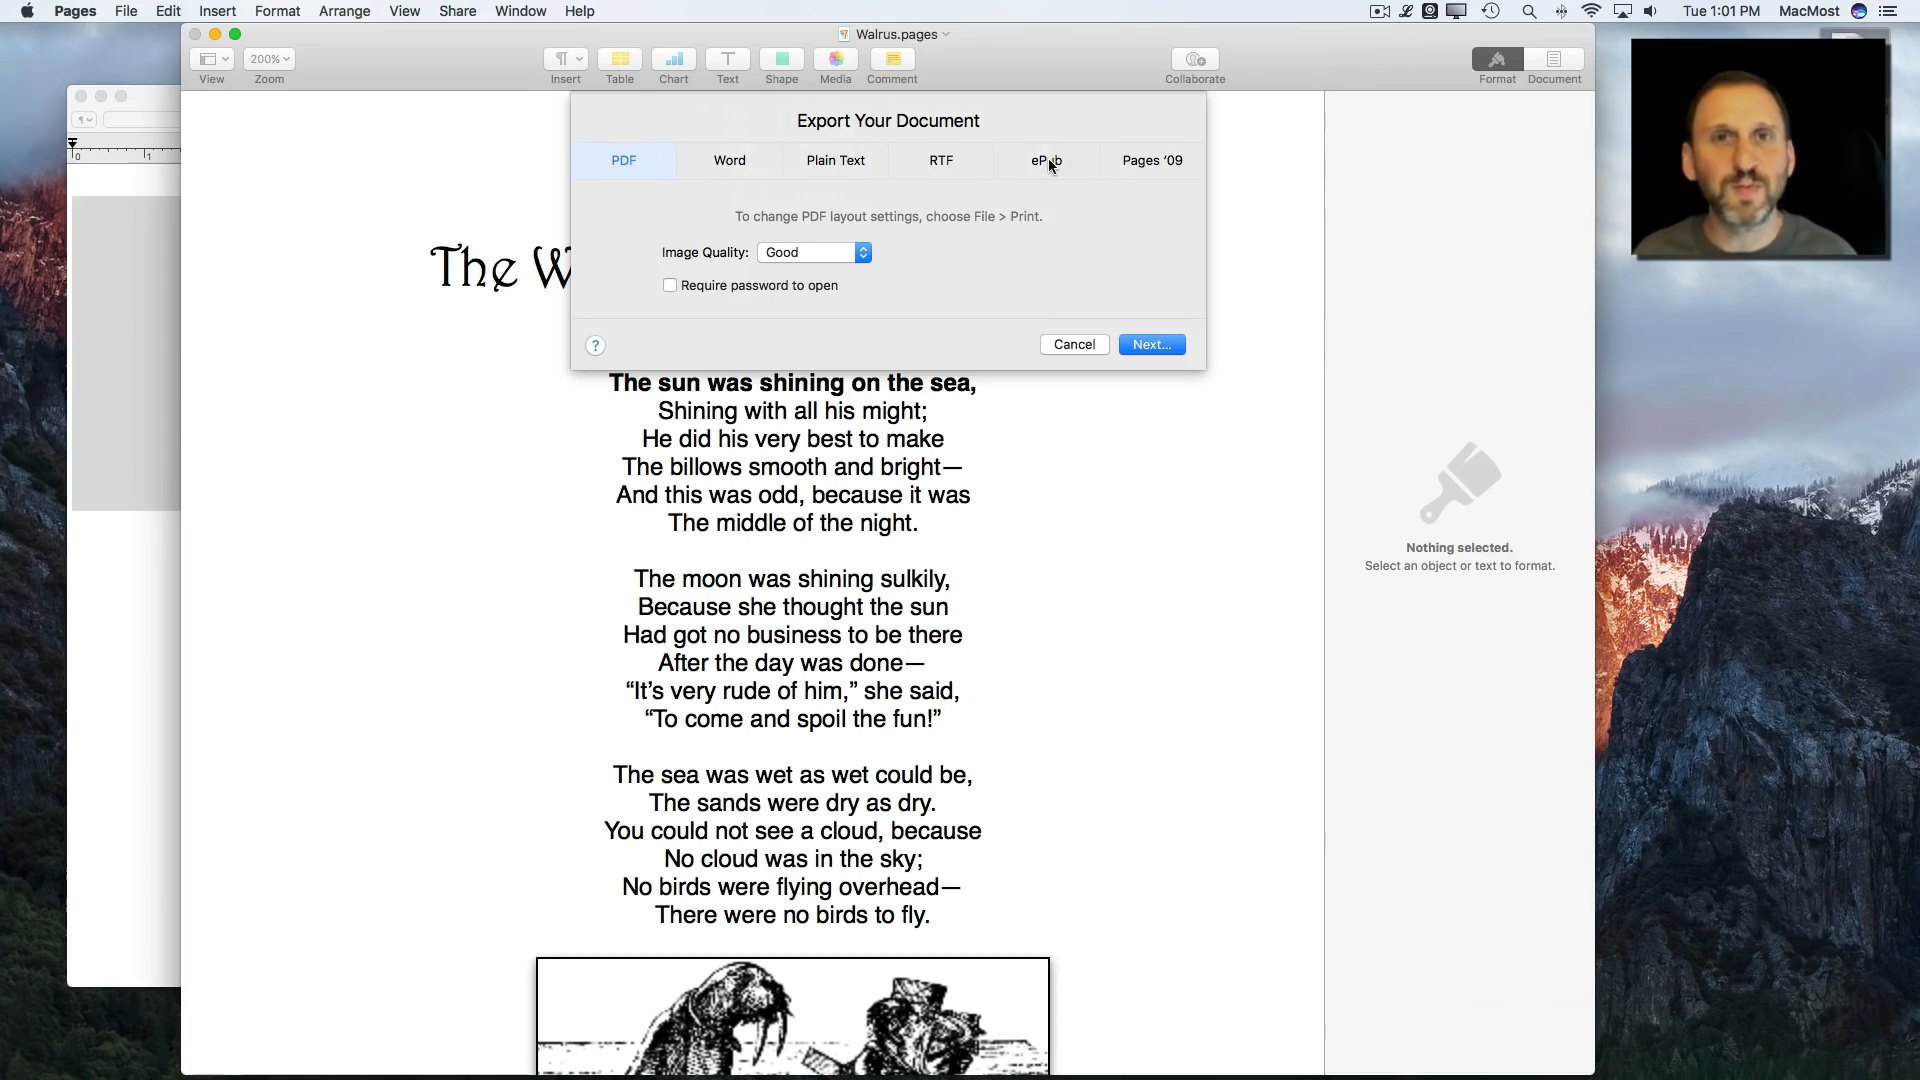 Pages File Edit Insert Format Arrange View Share Window Help
Tue 1:01 PM MacMost
Walrus.pages
200%
View Zoom Insert Table Chart Text Shape Media Comment Collaborate Format Document
0 1
Export Your Document
PDF Word Plain Text RTF ePub Pages ‘09
To change PDF layout settings, choose File > Print.
Image Quality: Good
Require password to open
? Cancel Next...
The W
The sun was shining on the sea,
Shining with all his might;
He did his very best to make
The billows smooth and bright—
And this was odd, because it was
The middle of the night.
The moon was shining sulkily,
Because she thought the sun
Had got no business to be there
After the day was done—
“It’s very rude of him,” she said,
“To come and spoil the fun!”
The sea was wet as wet could be,
The sands were dry as dry.
You could not see a cloud, because
No cloud was in the sky;
No birds were flying overhead—
There were no birds to fly.
Nothing selected.
Select an object or text to format.